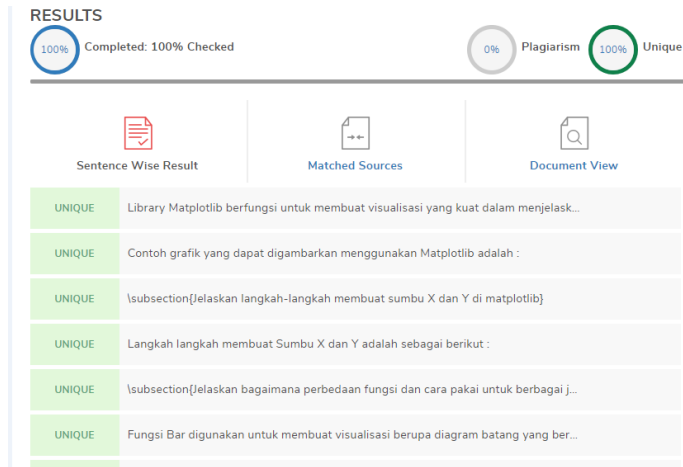 RESULTS
100% Completed: 100% Checked 0% Plagiarism 100% Unique
Sentence Wise Result Matched Sources Document View
UNIQUE Library Matplotlib berfungsi untuk membuat visualisasi yang kuat dalam menjelask...
UNIQUE Contoh grafik yang dapat digambarkan menggunakan Matplotlib adalah :
UNIQUE \subsection{Jelaskan langkah-langkah membuat sumbu X dan Y di matplotlib}
UNIQUE Langkah langkah membuat Sumbu X dan Y adalah sebagai berikut :
UNIQUE \subsection{Jelaskan bagaimana perbedaan fungsi dan cara pakai untuk berbagai j...
UNIQUE Fungsi Bar digunakan untuk membuat visualisasi berupa diagram batang yang ber...